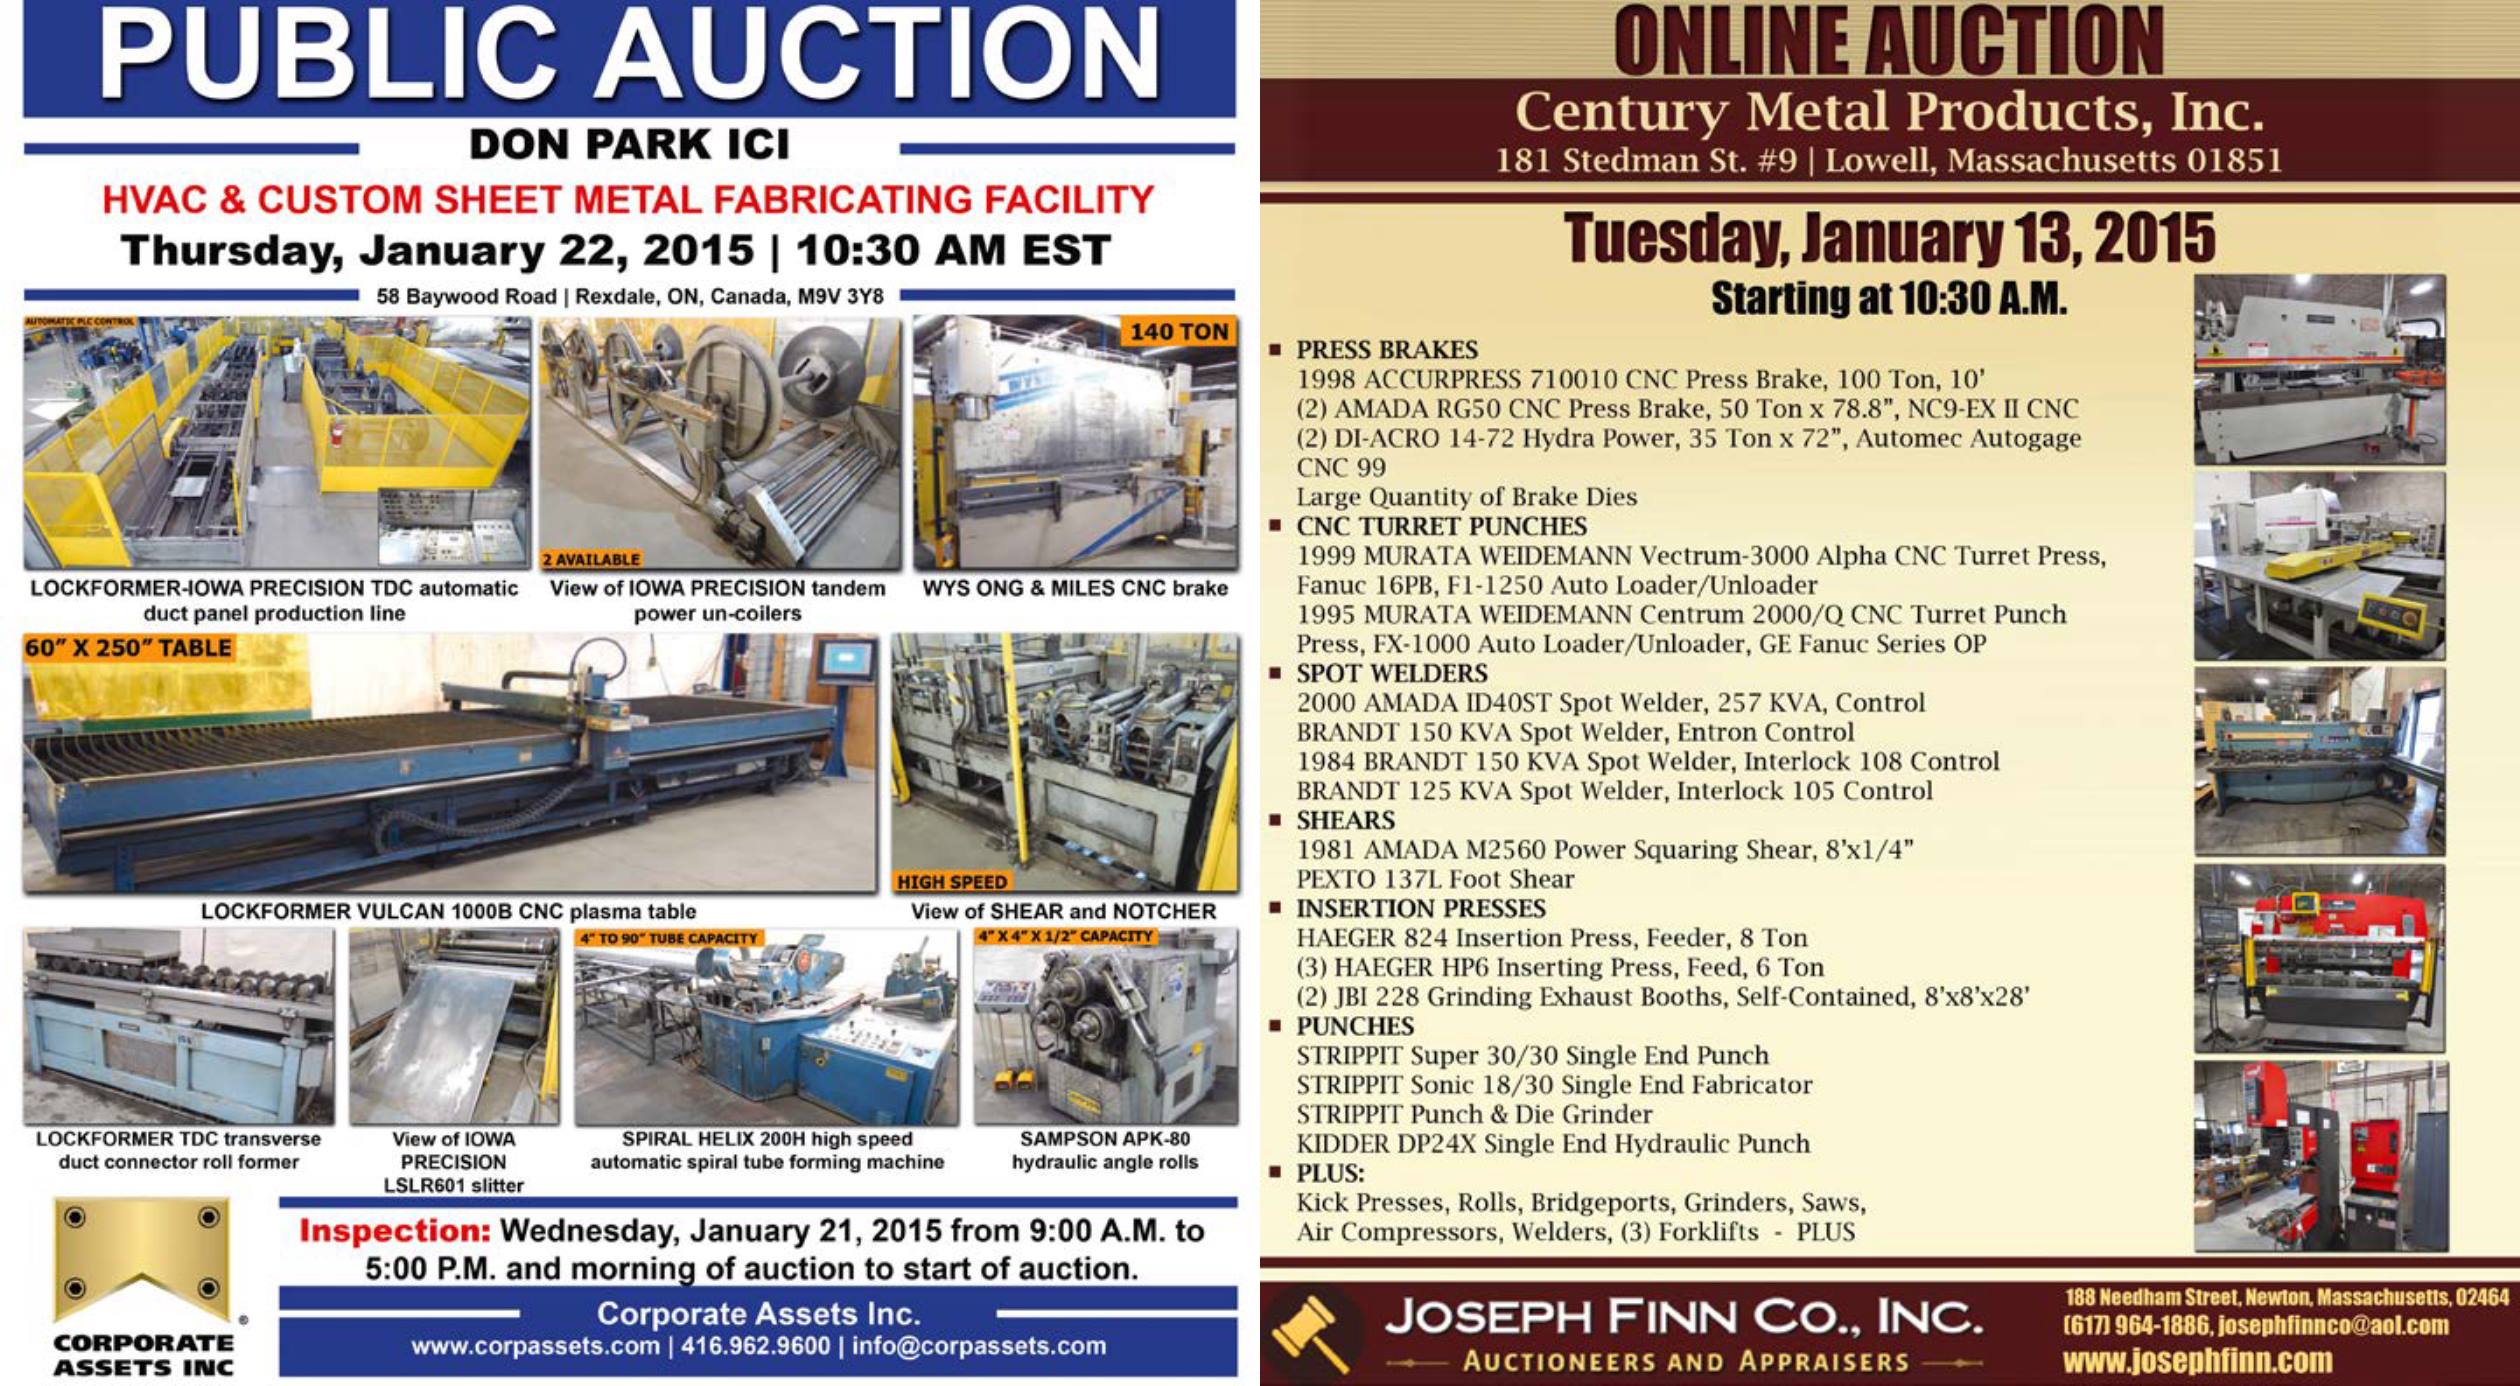 PUBLIC AUCTION
DON PARK ICI
HVAC & CUSTOM SHEET METAL FABRICATING FACILITY
Thursday, January 22, 2015 | 10:30 AM EST
58 Baywood Road | Rexdale, ON, Canada, M9V 3Y8
AUTOMATIC PLC CONTROL
2 AVAILABLE
140 TON
LOCKFORMER-IOWA PRECISION TDC automatic
duct panel production line
View of IOWA PRECISION tandem
power un-coilers
WYS ONG & MILES CNC brake
60" X 250" TABLE
HIGH SPEED
LOCKFORMER VULCAN 1000B CNC plasma table
View of SHEAR and NOTCHER
4" TO 90" TUBE CAPACITY
4" X 4" X 1/2" CAPACITY
LOCKFORMER TDC transverse
duct connector roll former
View of IOWA
PRECISION
LSLR601 slitter
SPIRAL HELIX 200H high speed
automatic spiral tube forming machine
SAMPSON APK-80
hydraulic angle rolls
Inspection: Wednesday, January 21, 2015 from 9:00 A.M. to
5:00 P.M. and morning of auction to start of auction.
®
CORPORATE
ASSETS INC
Corporate Assets Inc.
www.corpassets.com | 416.962.9600 | info@corpassets.com
ONLINE AUCTION
Century Metal Products, Inc.
181 Stedman St. #9 | Lowell, Massachusetts 01851
Tuesday, January 13, 2015
Starting at 10:30 A.M.
▪ PRESS BRAKES
1998 ACCURPRESS 710010 CNC Press Brake, 100 Ton, 10'
(2) AMADA RG50 CNC Press Brake, 50 Ton x 78.8", NC9-EX II CNC
(2) DI-ACRO 14-72 Hydra Power, 35 Ton x 72", Automec Autogage
CNC 99
Large Quantity of Brake Dies
▪ CNC TURRET PUNCHES
1999 MURATA WEIDEMANN Vectrum-3000 Alpha CNC Turret Press,
Fanuc 16PB, F1-1250 Auto Loader/Unloader
1995 MURATA WEIDEMANN Centrum 2000/Q CNC Turret Punch
Press, FX-1000 Auto Loader/Unloader, GE Fanuc Series OP
▪ SPOT WELDERS
2000 AMADA ID40ST Spot Welder, 257 KVA, Control
BRANDT 150 KVA Spot Welder, Entron Control
1984 BRANDT 150 KVA Spot Welder, Interlock 108 Control
BRANDT 125 KVA Spot Welder, Interlock 105 Control
▪ SHEARS
1981 AMADA M2560 Power Squaring Shear, 8'x1/4"
PEXTO 137L Foot Shear
▪ INSERTION PRESSES
HAEGER 824 Insertion Press, Feeder, 8 Ton
(3) HAEGER HP6 Inserting Press, Feed, 6 Ton
(2) JBI 228 Grinding Exhaust Booths, Self-Contained, 8'x8'x28'
▪ PUNCHES
STRIPPIT Super 30/30 Single End Punch
STRIPPIT Sonic 18/30 Single End Fabricator
STRIPPIT Punch & Die Grinder
KIDDER DP24X Single End Hydraulic Punch
▪ PLUS:
Kick Presses, Rolls, Bridgeports, Grinders, Saws,
Air Compressors, Welders, (3) Forklifts - PLUS
JOSEPH FINN CO., INC.
AUCTIONEERS AND APPRAISERS
188 Needham Street, Newton, Massachusetts, 02464
(617) 964-1886, josephfinnco@aol.com
www.josephfinn.com